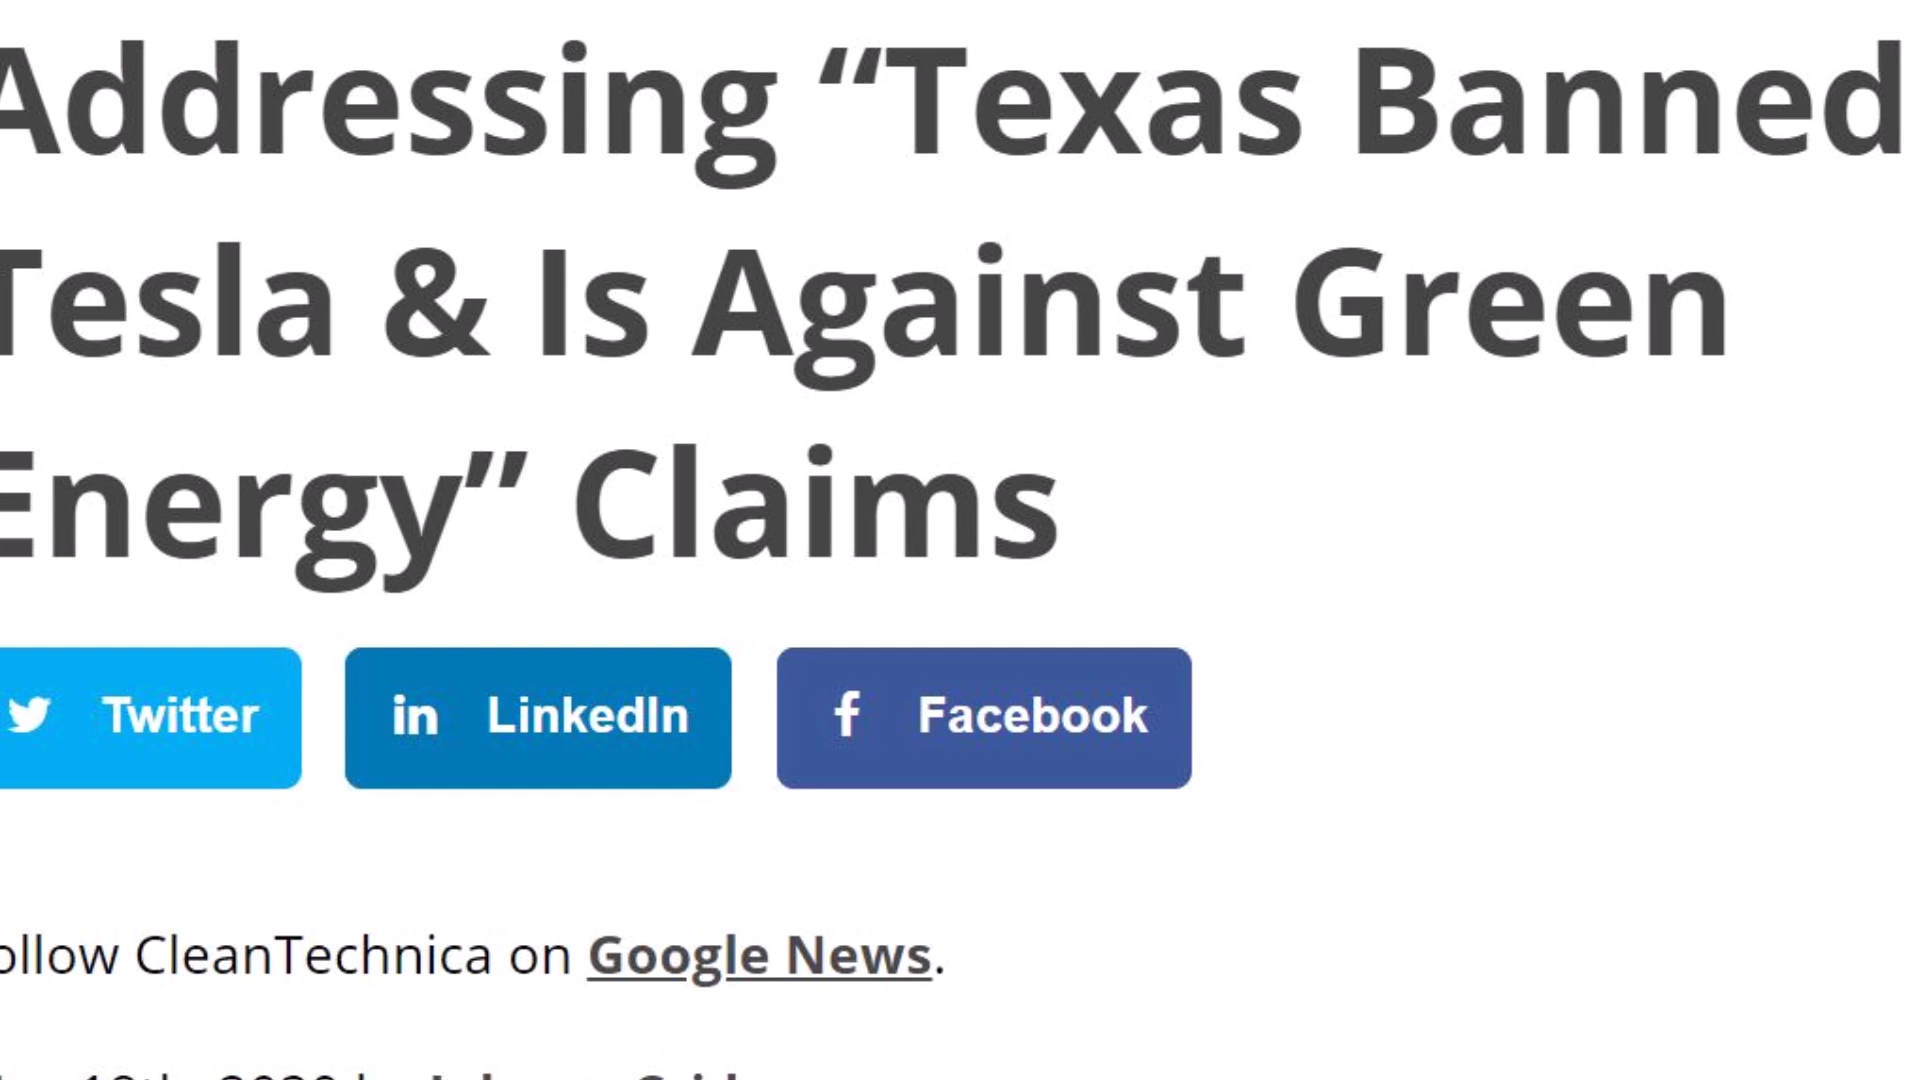 Addressing “Texas Banned
Tesla & Is Against Green
Energy” Claims
Twitter
in LinkedIn
f Facebook
ollow CleanTechnica on Google News.